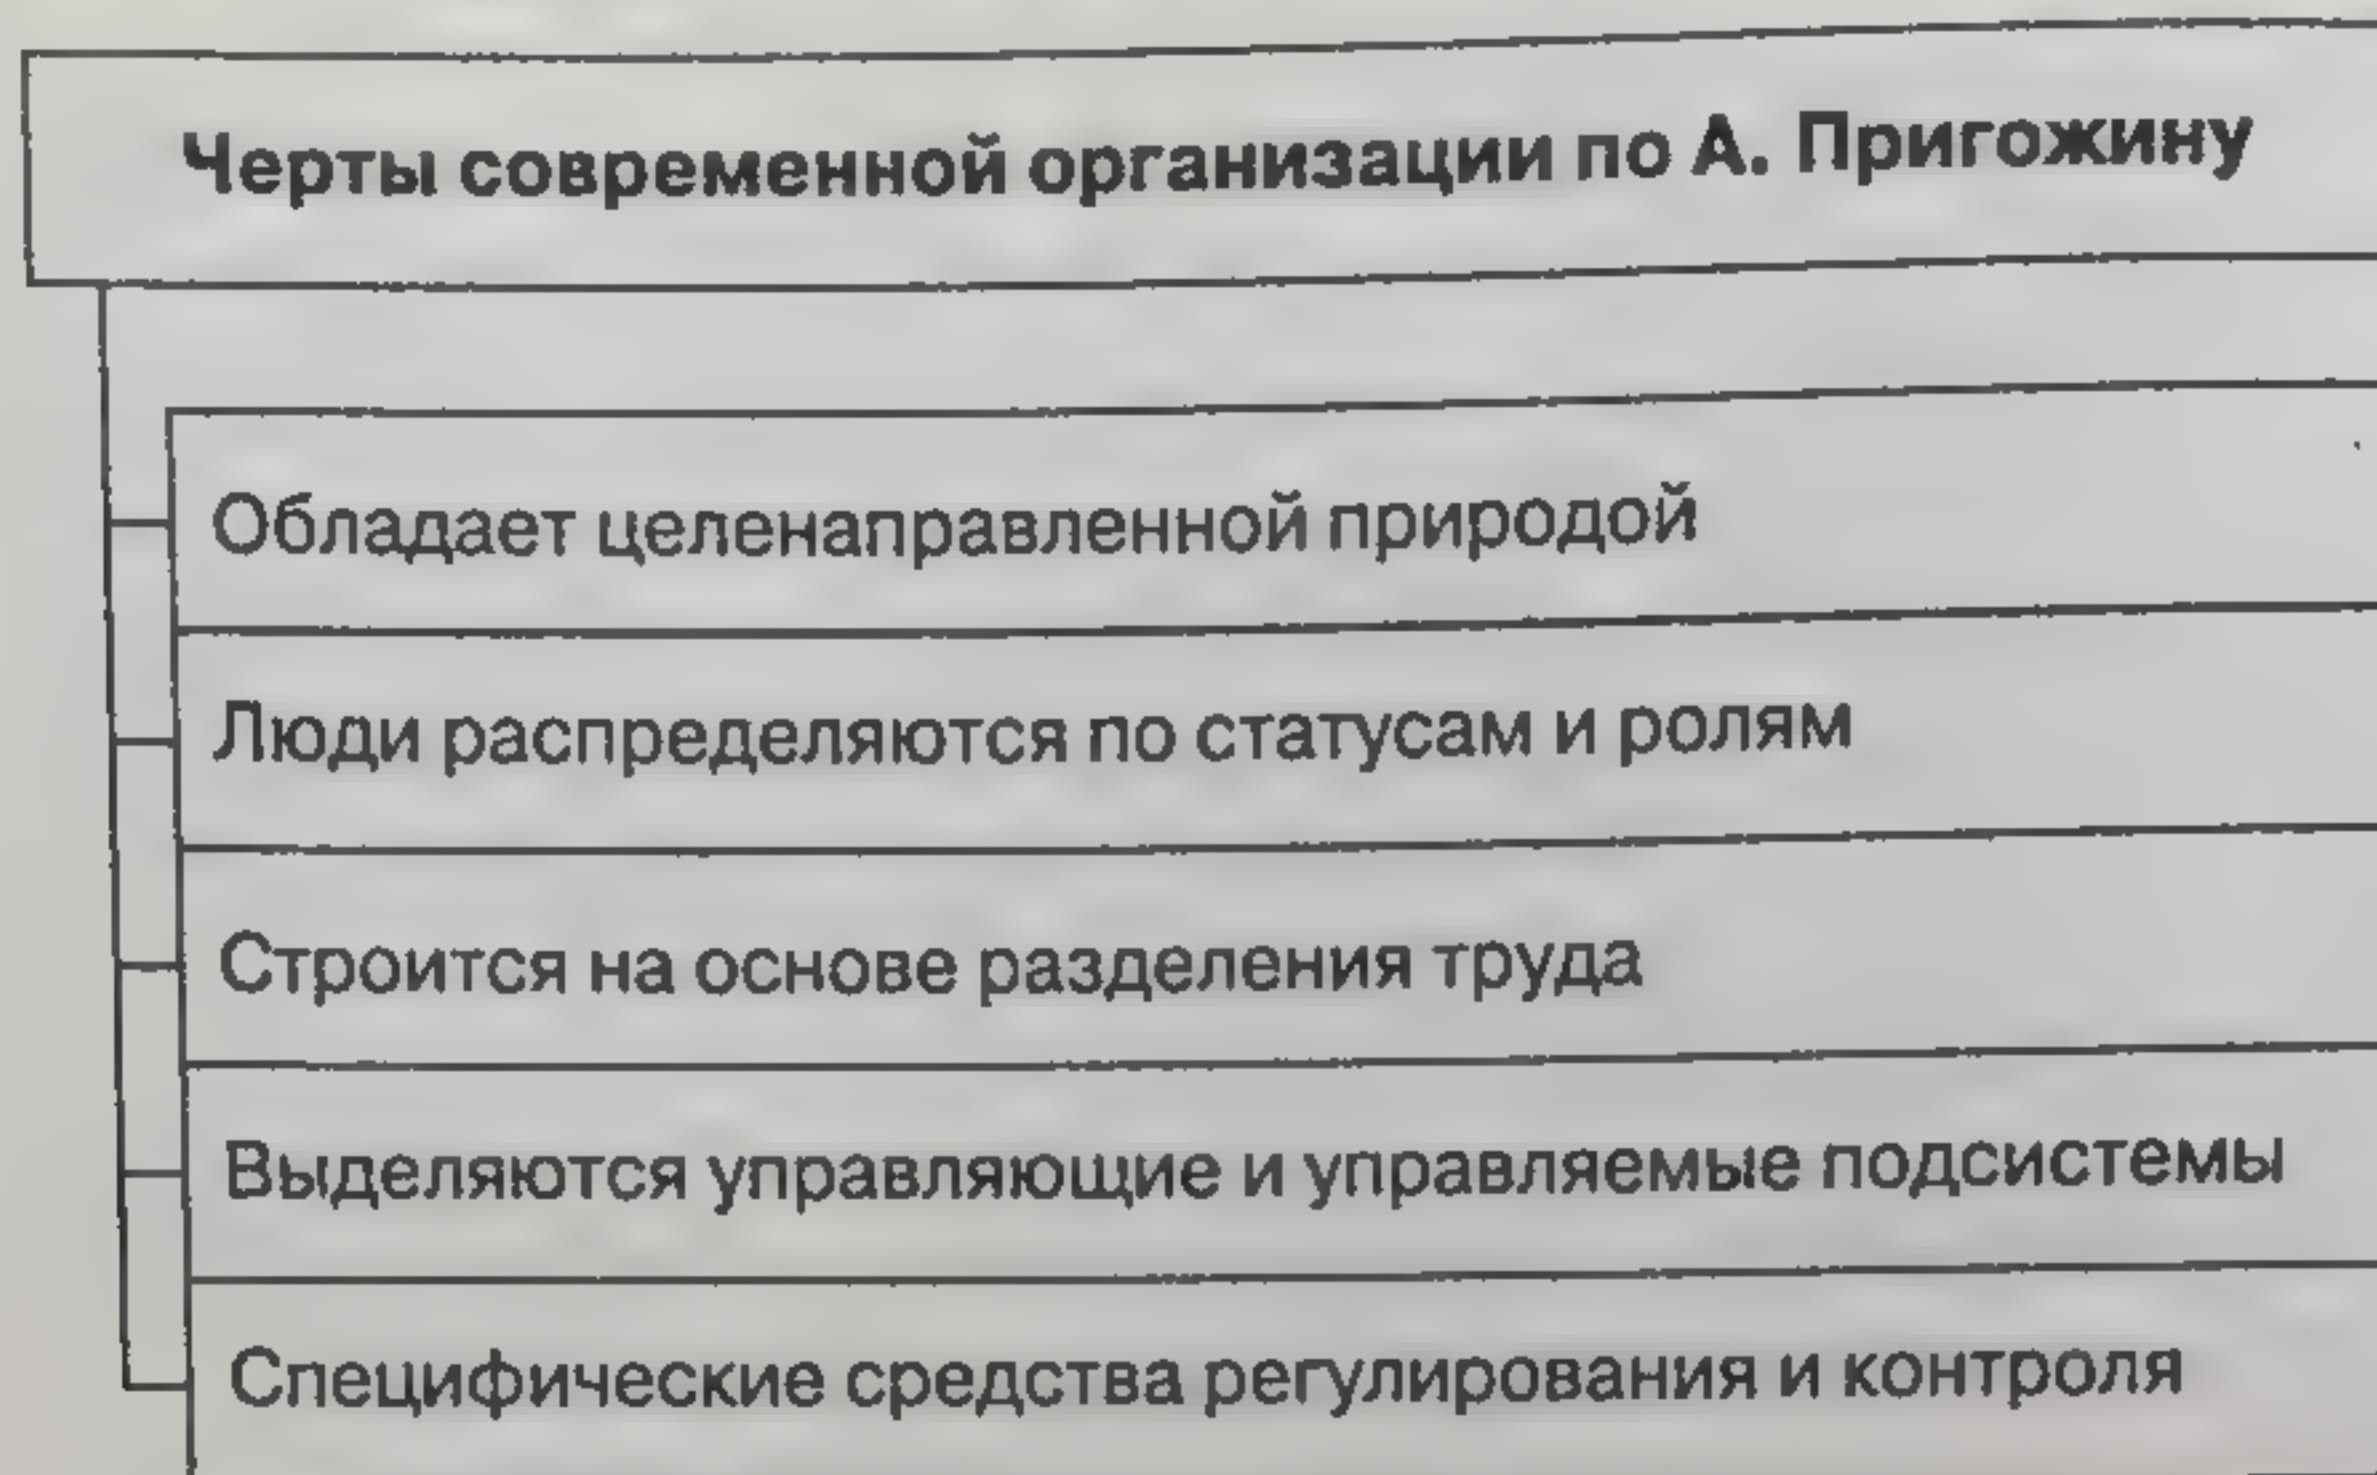 Черты современной организации по А. Пригожину
Обладает целенаправленной природой
Люди распределяются по статусам и ролям
Строится на основе разделения труда
Выделяются управляющие и управляемые подсистемы
Специфические средства регулирования и контроля